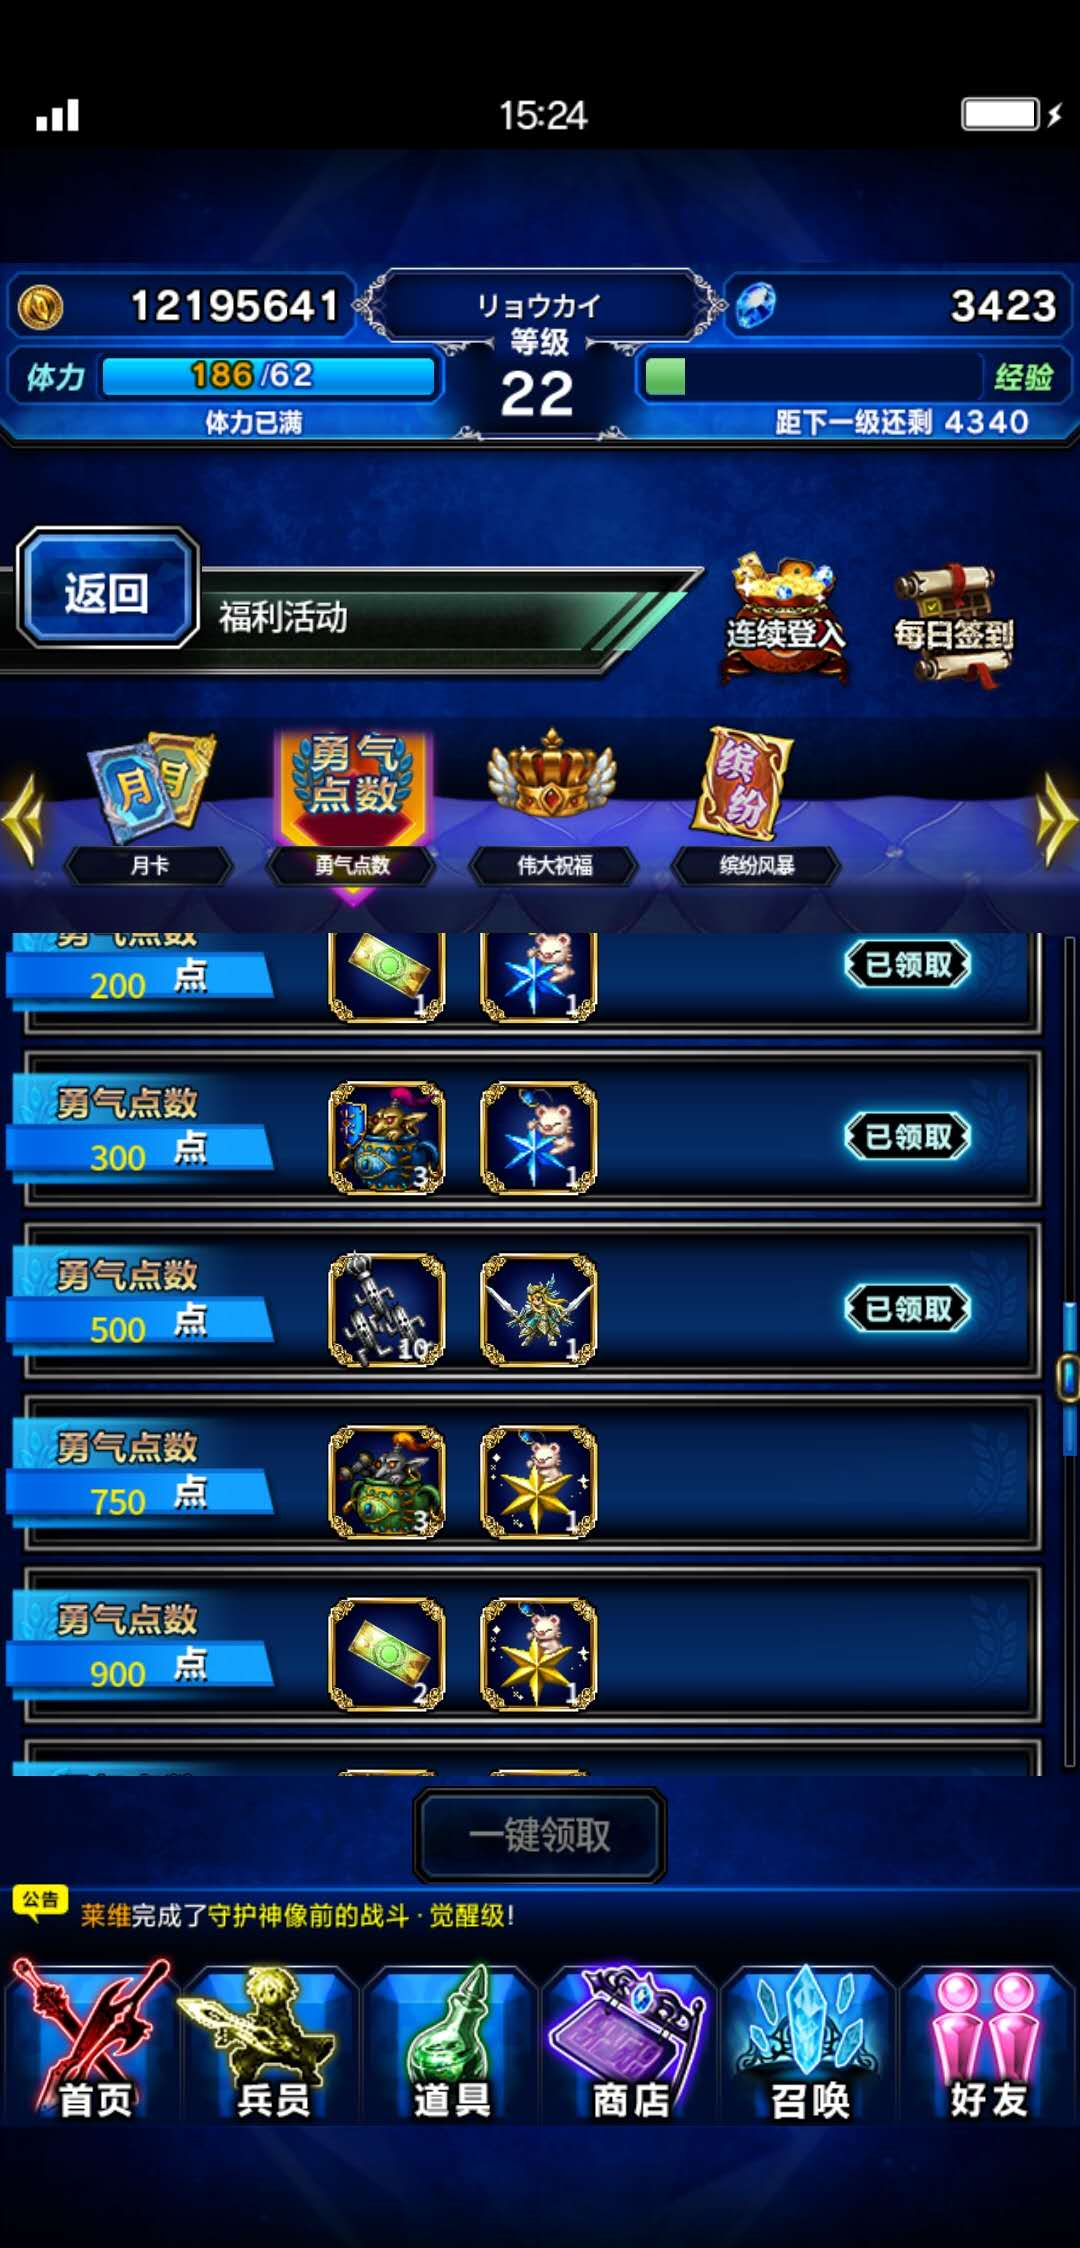 15:24
12195641
リョウカイ
3423
等级
体力
186/62
22
经验
体力已满
距下一级还剩 4340
返回
福利活动
连续登入
每日签到
月
月
勇气
点数
缤
纷
月卡
勇气点数
伟大祝福
缤纷风暴
勇气点数
200 点
1
1
已领取
勇气点数
300 点
3
1
已领取
勇气点数
500 点
10
1
已领取
勇气点数
750 点
3
1
勇气点数
900 点
2
1
一键领取
公告
莱维完成了守护神像前的战斗·觉醒级!
首页
兵员
道具
商店
召唤
好友